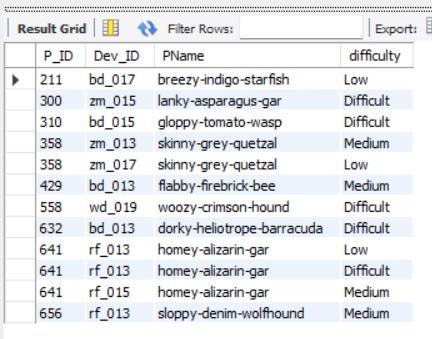 Result Grid Filter Rows: Export:
P_ID Dev_ID PName difficulty
211 bd_017 breezy-indigo-starfish Low
300 zm_015 lanky-asparagus-gar Difficult
310 bd_015 gloppy-tomato-wasp Difficult
358 zm_013 skinny-grey-quetzal Medium
358 zm_017 skinny-grey-quetzal Low
429 bd_013 flabby-firebrick-bee Medium
558 wd_019 woozy-crimson-hound Difficult
632 bd_013 dorky-heliotrope-barracuda Difficult
641 rf_013 homey-alizarin-gar Low
641 rf_013 homey-alizarin-gar Difficult
641 rf_015 homey-alizarin-gar Medium
656 rf_013 sloppy-denim-wolfhound Medium